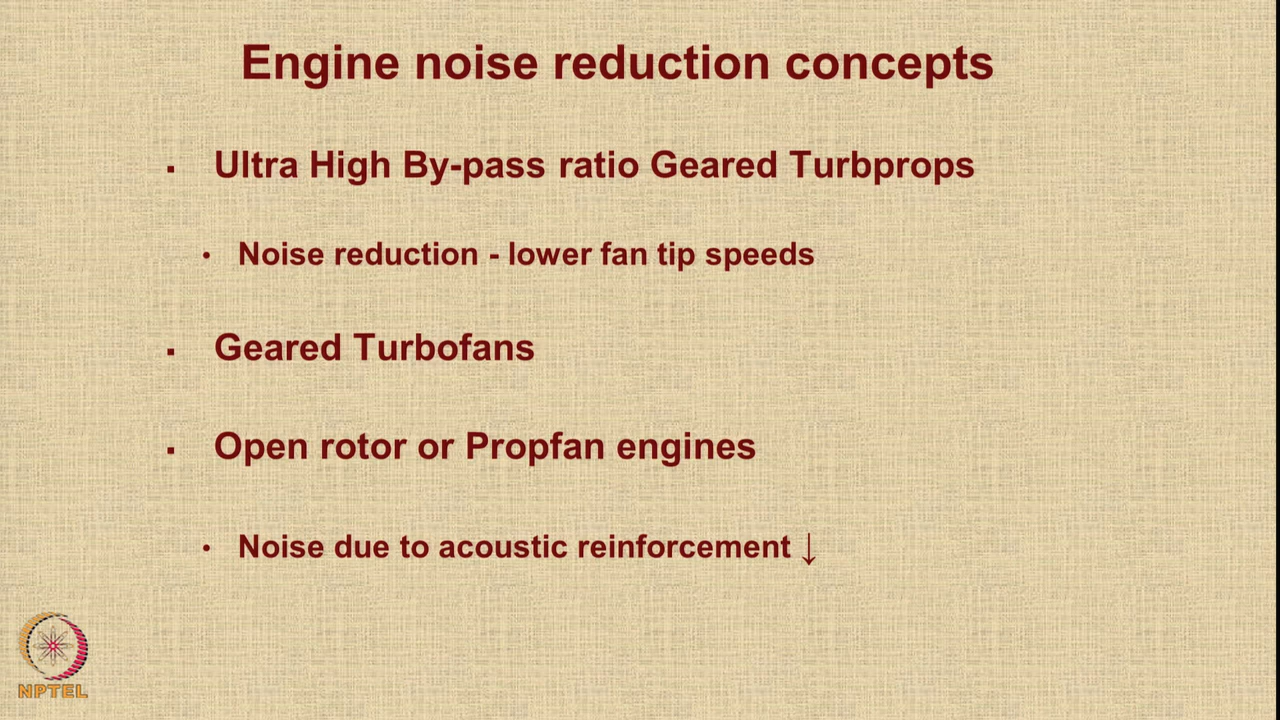 Engine noise reduction concepts
▪ Ultra High By-pass ratio Geared Turbprops
• Noise reduction - lower fan tip speeds
▪ Geared Turbofans
▪ Open rotor or Propfan engines
• Noise due to acoustic reinforcement ↓
NPTEL